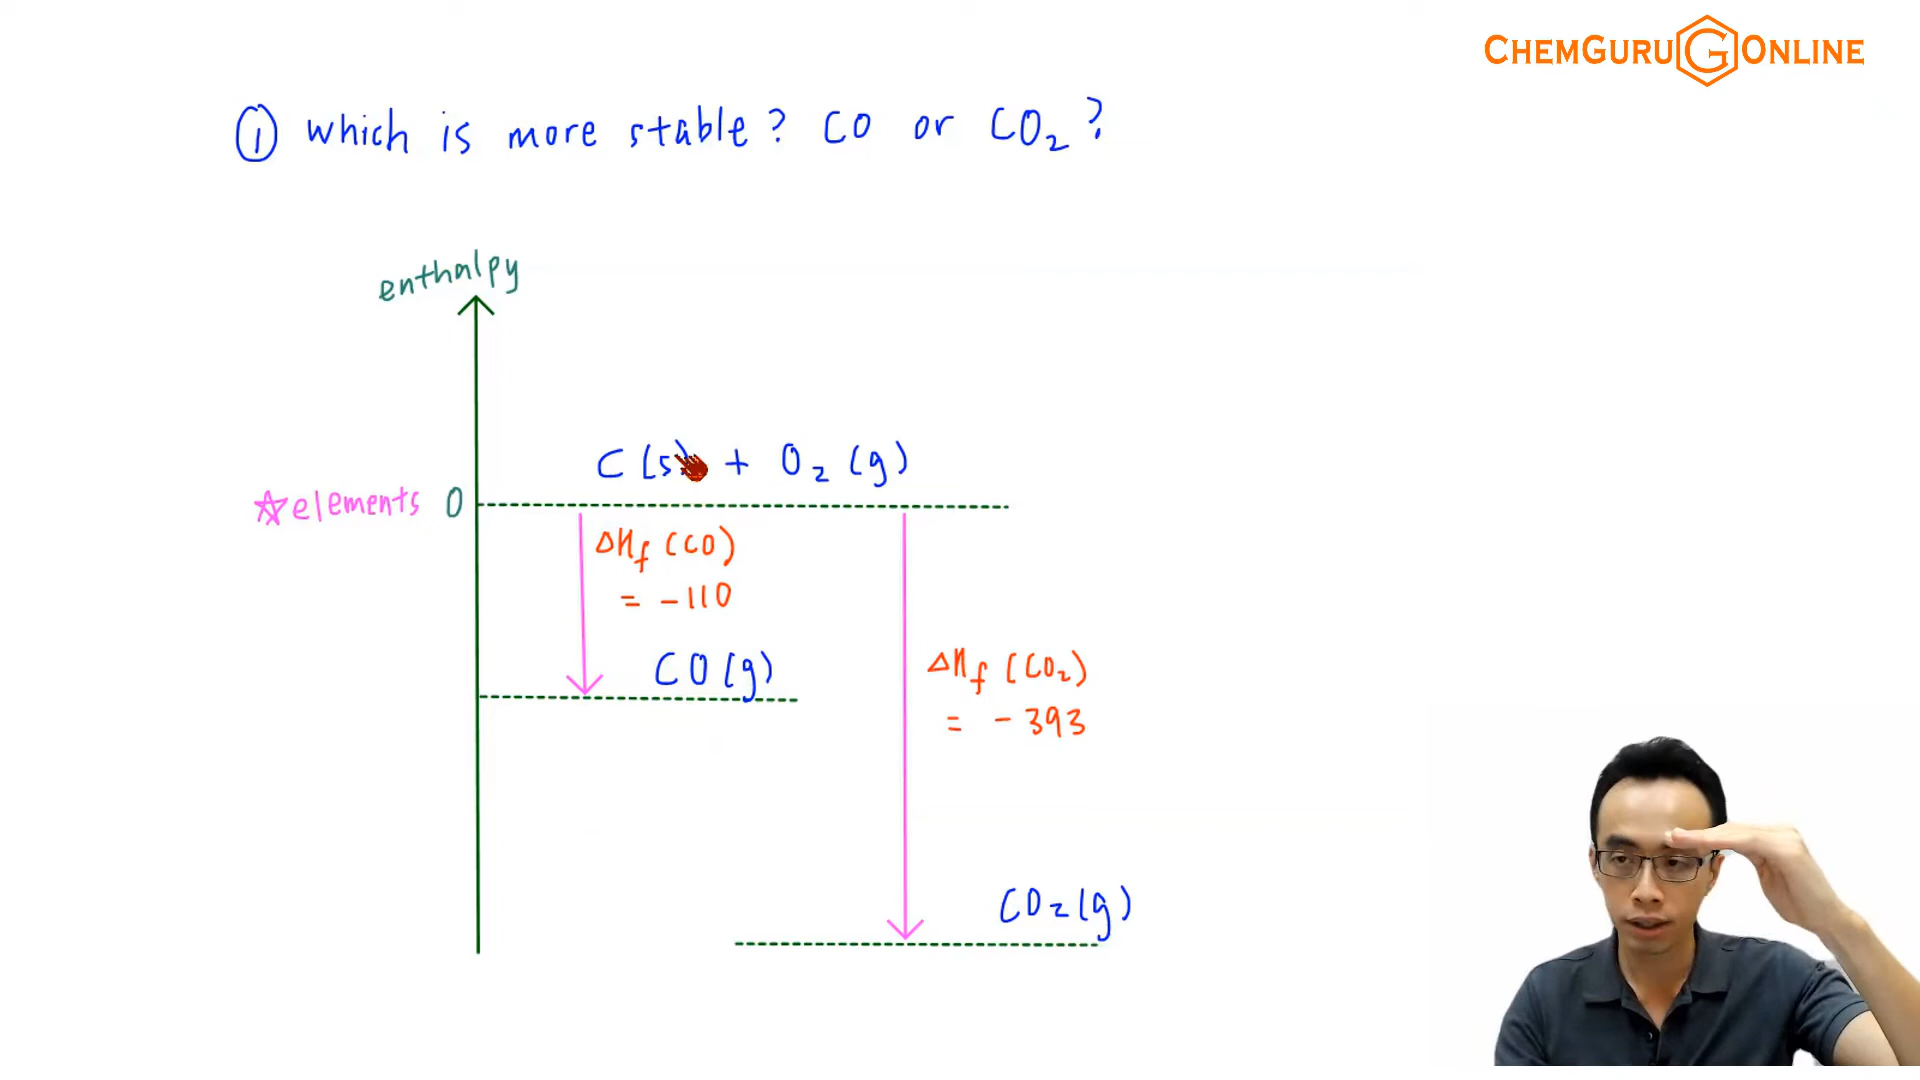 CHEMGURU G ONLINE
① which is more stable? CO or CO₂?
enthalpy
C (s) + O₂ (g)
☆elements 0
ΔHf (CO)
= -110
CO (g)
ΔHf (CO₂)
= - 393
CO₂ (g)